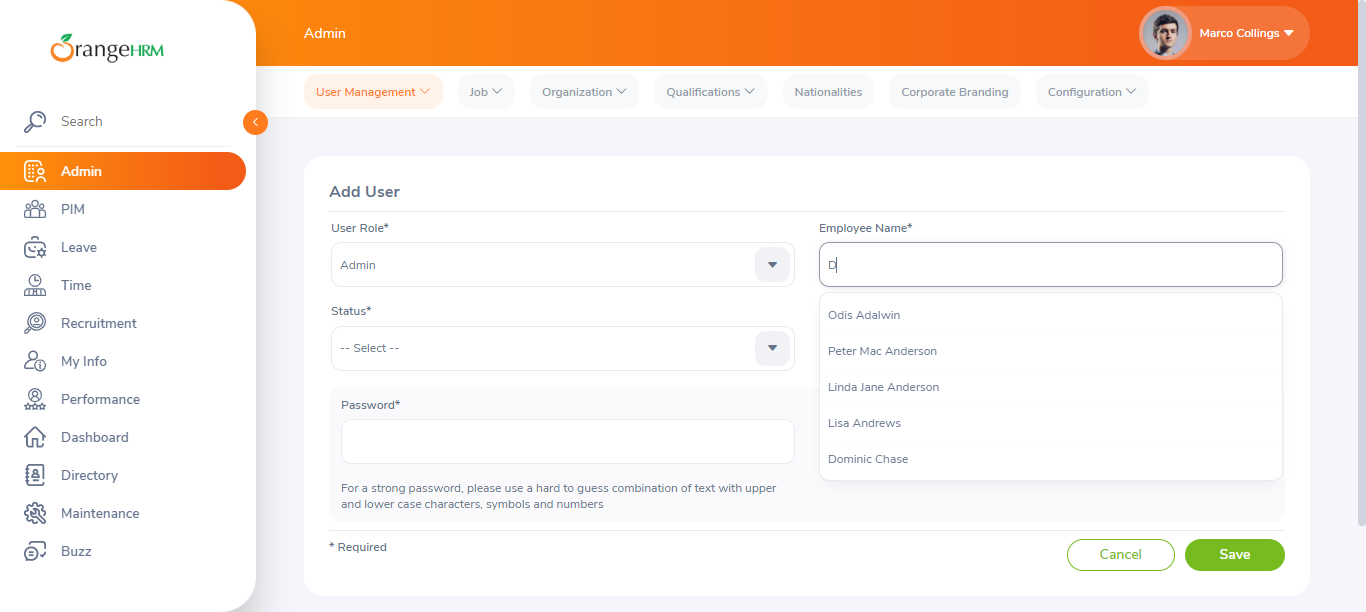 OrangeHRM
Search
Admin
PIM
Leave
Time
Recruitment
My Info
Performance
Dashboard
Directory
Maintenance
Buzz
Admin
Marco Collings
User Management
Job
Organization
Qualifications
Nationalities
Corporate Branding
Configuration
Add User
User Role*
Admin
Employee Name*
D
Odis Adalwin
Peter Mac Anderson
Linda Jane Anderson
Lisa Andrews
Dominic Chase
Status*
-- Select --
Password*
For a strong password, please use a hard to guess combination of text with upper
and lower case characters, symbols and numbers
* Required
Cancel
Save